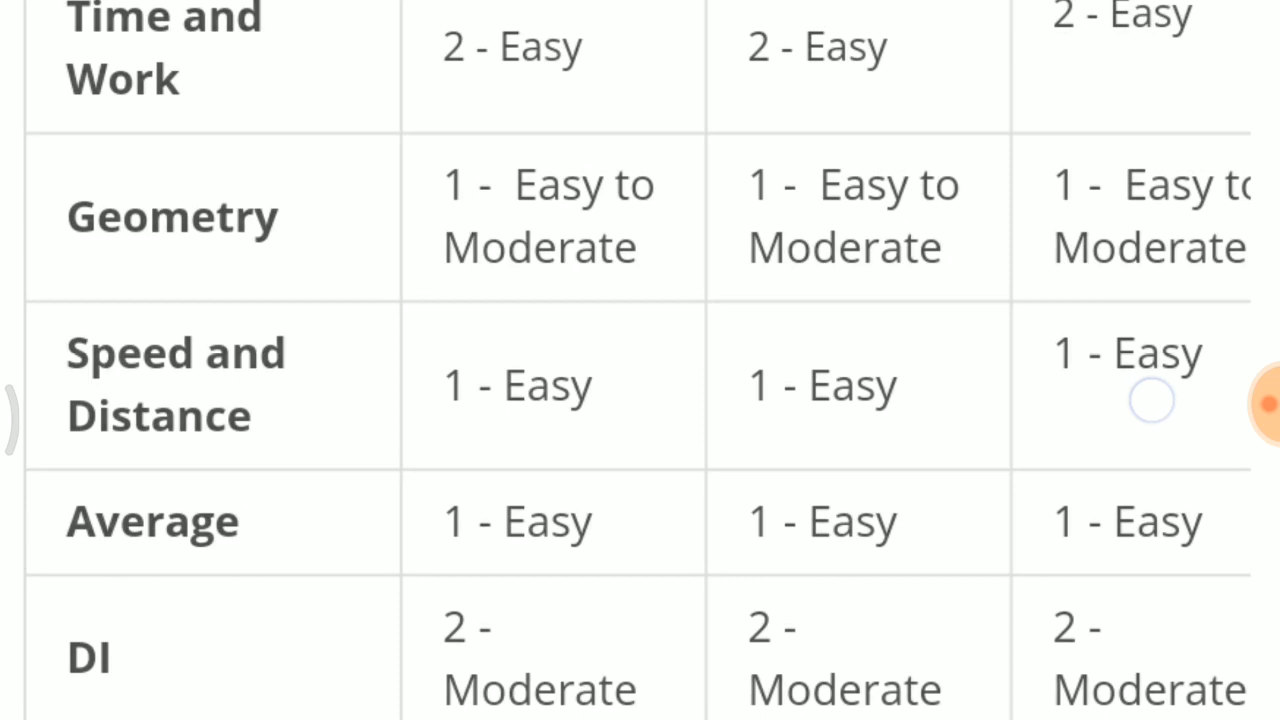 Time and
Work
2 - Easy
2 - Easy
2 - Easy
Geometry
1 -  Easy to
Moderate
1 -  Easy to
Moderate
1 -  Easy to
Moderate
Speed and
Distance
1 - Easy
1 - Easy
1 - Easy
Average
1 - Easy
1 - Easy
1 - Easy
DI
2 -
Moderate
2 -
Moderate
2 -
Moderate